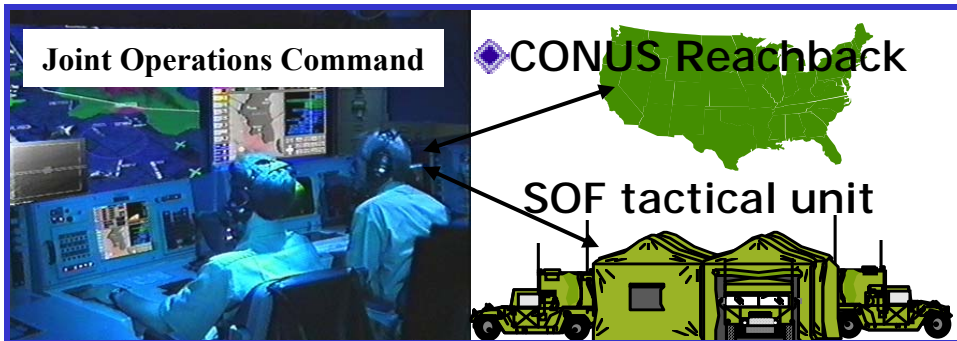 Joint Operations Command
CONUS Reachback
SOF tactical unit